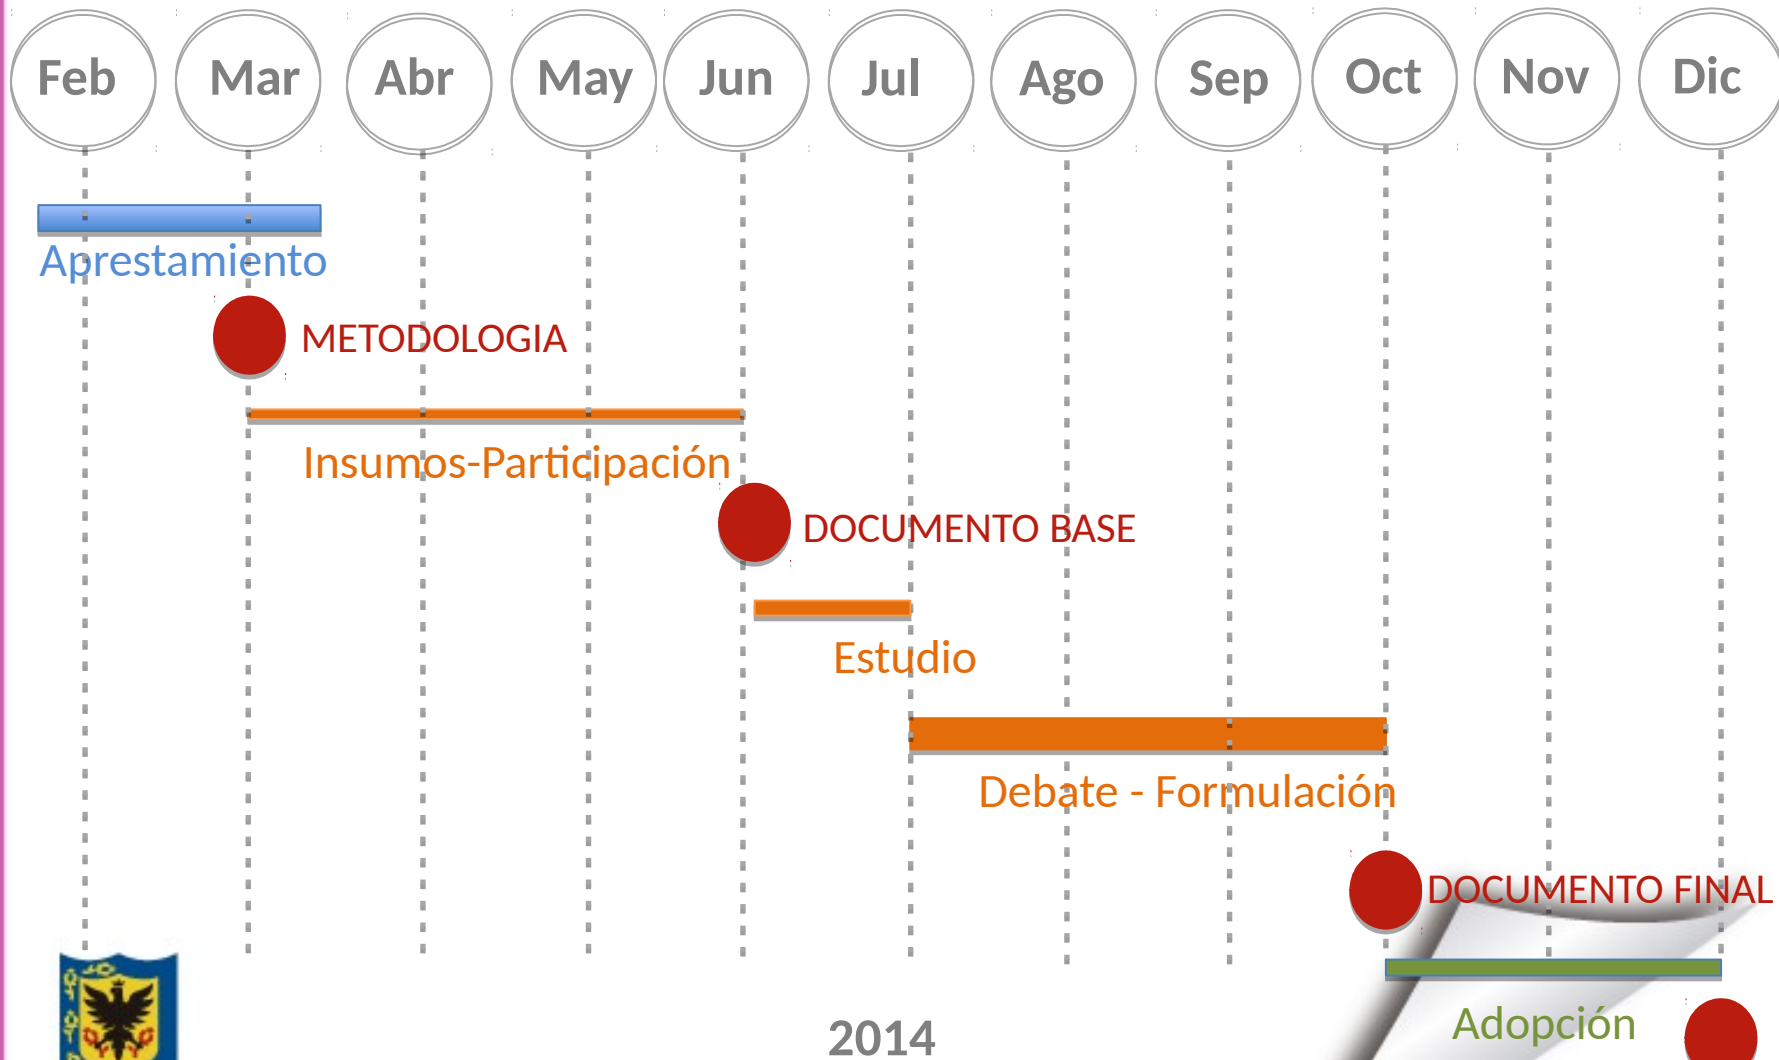 Feb Mar Abr May Jun Jul Ago Sep Oct Nov Dic
Aprestamiento
METODOLOGIA
Insumos-Participación
DOCUMENTO BASE
Estudio
Debate - Formulación
DOCUMENTO FINAL
Adopción
2014